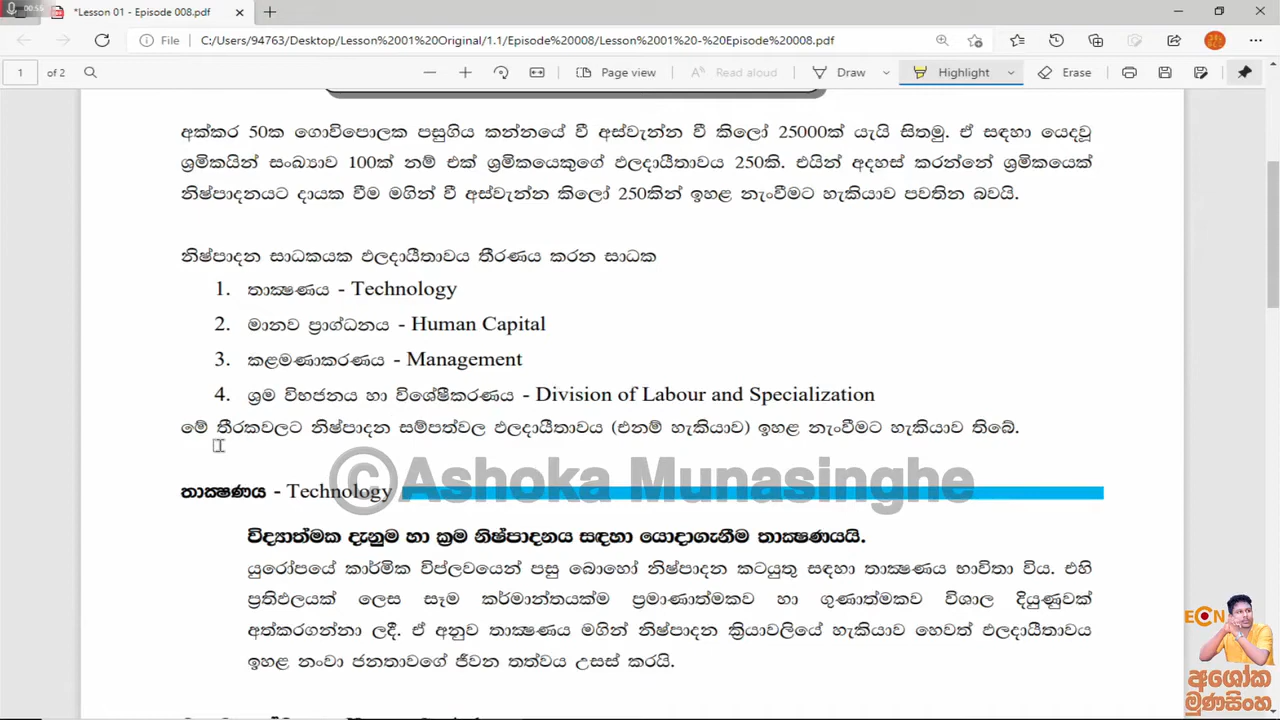 00:55
*Lesson 01 - Episode 008.pdf
File C:/Users/94763/Desktop/Lesson%2001%20Original/1.1/Episode%20008/Lesson%2001%20-%20Episode%20008.pdf
1 of 2 Page view Read aloud Draw Highlight Erase
අක්කර 50ක ගොවිපොලක පසුගිය කන්නයේ වී අස්වැන්න වී කිලෝ 25000ක් යැයි සිතමු. ඒ සඳහා යෙදවූ
ශ්‍රමිකයින් සංඛ්‍යාව 100ක් නම් එක් ශ්‍රමිකයෙකුගේ ඵලදායීතාවය 250කි. එයින් අදහස් කරන්නේ ශ්‍රමිකයෙක්
නිෂ්පාදනයට දායක වීම මගින් වී අස්වැන්න කිලෝ 250කින් ඉහළ නැංවීමට හැකියාව පවතින බවයි.
නිෂ්පාදන සාධකයක ඵලදායීතාවය තීරණය කරන සාධක
1. තාක්‍ෂණය - Technology
2. මානව ප්‍රාග්ධනය - Human Capital
3. කළමණාකරණය - Management
4. ශ්‍රම විභජනය හා විශේෂීකරණය - Division of Labour and Specialization
මේ තීරකවලට නිෂ්පාදන සම්පත්වල ඵලදායීතාවය (එනම් හැකියාව) ඉහළ නැංවීමට හැකියාව තිබේ.
©Ashoka Munasinghe
තාක්‍ෂණය - Technology
විද්‍යාත්මක දැනුම හා ක්‍රම නිෂ්පාදනය සඳහා යොදාගැනීම තාක්‍ෂණයයි.
යුරෝපයේ කාර්මික විප්ලවයෙන් පසු බොහෝ නිෂ්පාදන කටයුතු සඳහා තාක්‍ෂණය භාවිතා විය. එහි
ප්‍රතිඵලයක් ලෙස සෑම කර්මාන්තයක්ම ප්‍රමාණාත්මකව හා ගුණාත්මකව විශාල දියුණුවක්
අත්කරගන්නා ලදී. ඒ අනුව තාක්‍ෂණය මගින් නිෂ්පාදන ක්‍රියාවලියේ හැකියාව හෙවත් ඵලදායීතාවය
ඉහළ නංවා ජනතාවගේ ජීවන තත්වය උසස් කරයි.
ECON
අශෝක
මුණසිංහ